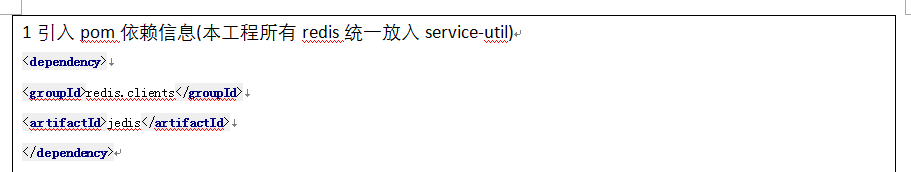 1 引入 pom 依赖信息(本工程所有 redis 统一放入 service-util)
<dependency>
<groupId>redis.clients</groupId>
<artifactId>jedis</artifactId>
</dependency>